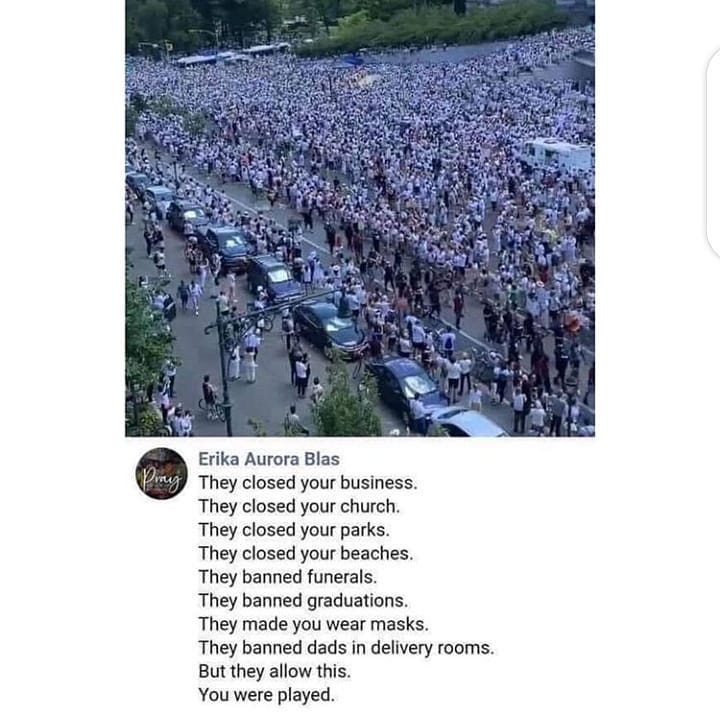 Pray
Erika Aurora Blas
They closed your business.
They closed your church.
They closed your parks.
They closed your beaches.
They banned funerals.
They banned graduations.
They made you wear masks.
They banned dads in delivery rooms.
But they allow this.
You were played.